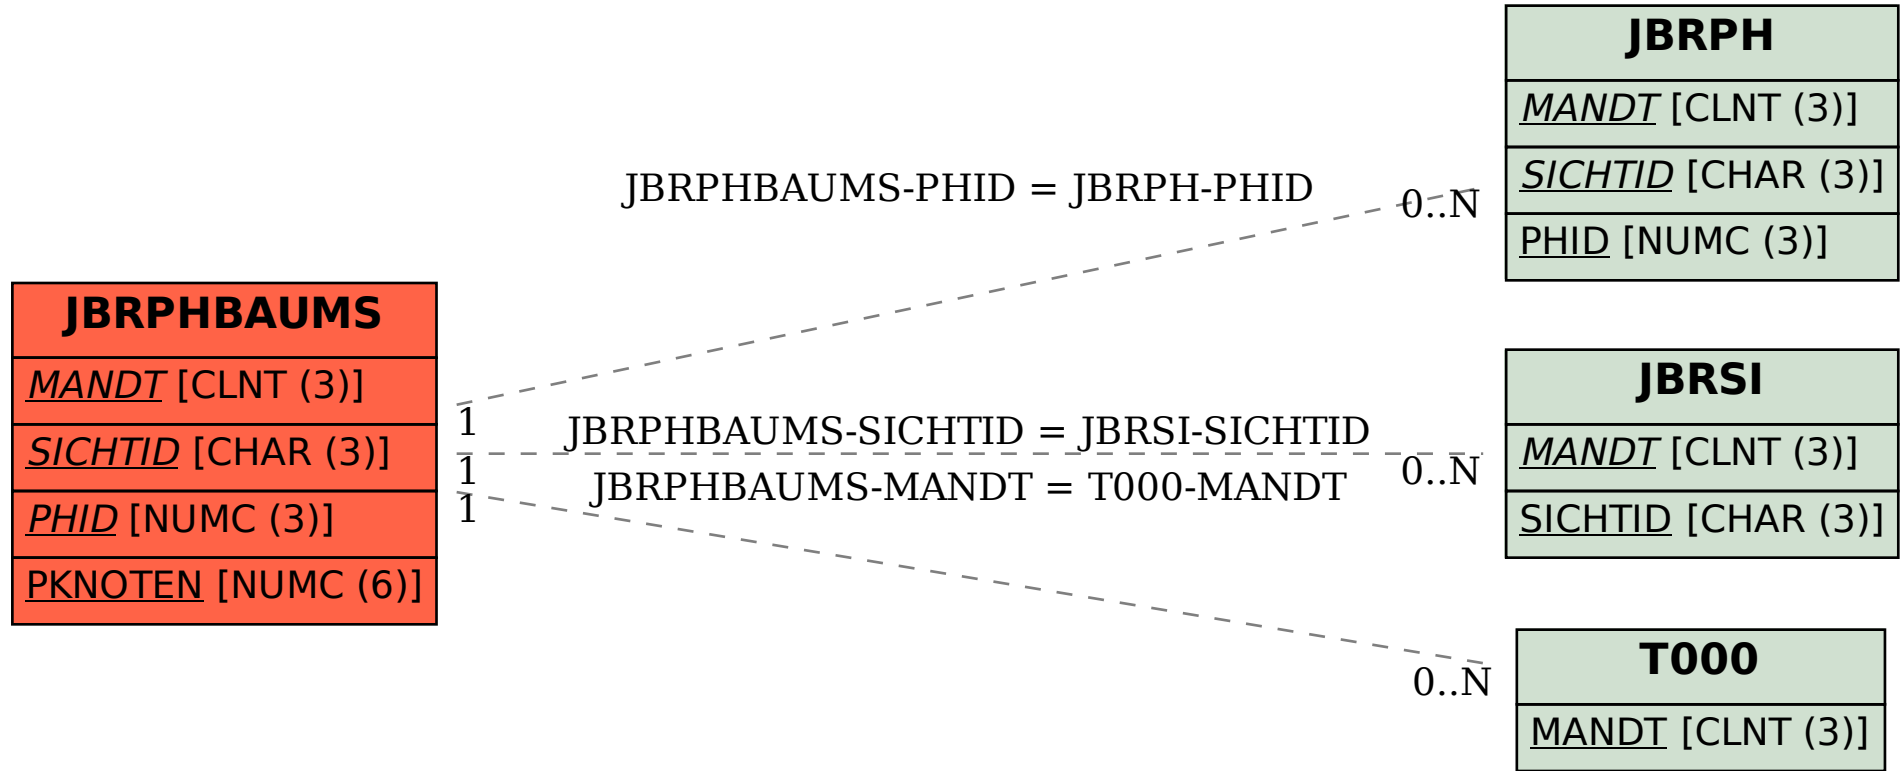 JBRPHBAUMS
MANDT [CLNT (3)]
SICHTID [CHAR (3)]
PHID [NUMC (3)]
PKNOTEN [NUMC (6)]
JBRPHBAUMS-PHID = JBRPH-PHID
0..N
1
JBRPHBAUMS-SICHTID = JBRSI-SICHTID
0..N
1
JBRPHBAUMS-MANDT = T000-MANDT
1
0..N
JBRPH
MANDT [CLNT (3)]
SICHTID [CHAR (3)]
PHID [NUMC (3)]
JBRSI
MANDT [CLNT (3)]
SICHTID [CHAR (3)]
T000
MANDT [CLNT (3)]